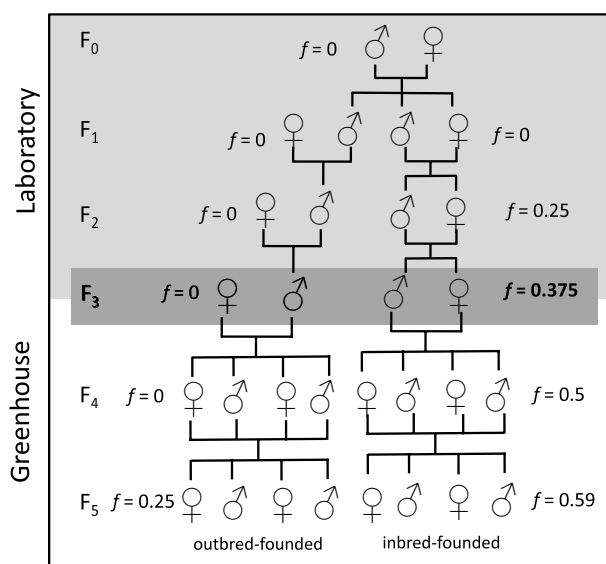 Laboratory
Greenhouse
F₀ f = 0
F₁ f = 0 f = 0
F₂ f = 0 f = 0.25
F₃ f = 0 f = 0.375
F₄ f = 0 f = 0.5
F₅ f = 0.25 f = 0.59
outbred-founded inbred-founded